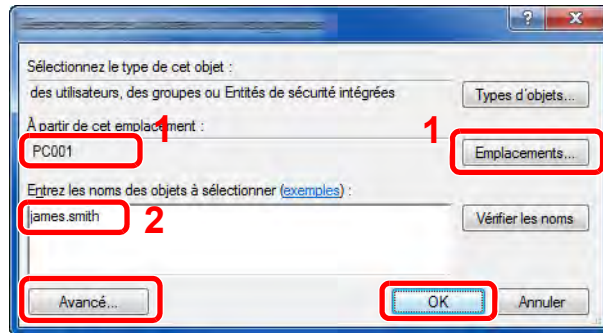 Sélectionnez le type de cet objet :
des utilisateurs, des groupes ou Entités de sécurité intégrées
Types d'objets...
À partir de cet emplacement :
1
1
PC001
Emplacements...
Entrez les noms des objets à sélectionner (exemples) :
james.smith
2
Vérifier les noms
Avancé...
OK
Annuler